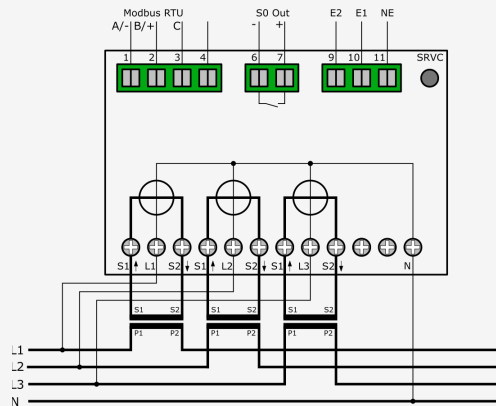 Modbus RTU S0 Out E2 E1 NE
A/- B/+ C - +
1 2 3 4 6 7 9 10 11 SRVC
S1 L1 S2 S1 L2 S2 S1 L3 S2 N
S1 S2 S1 S2 S1 S2
P1 P2 P1 P2 P1 P2
L1
L2
L3
N